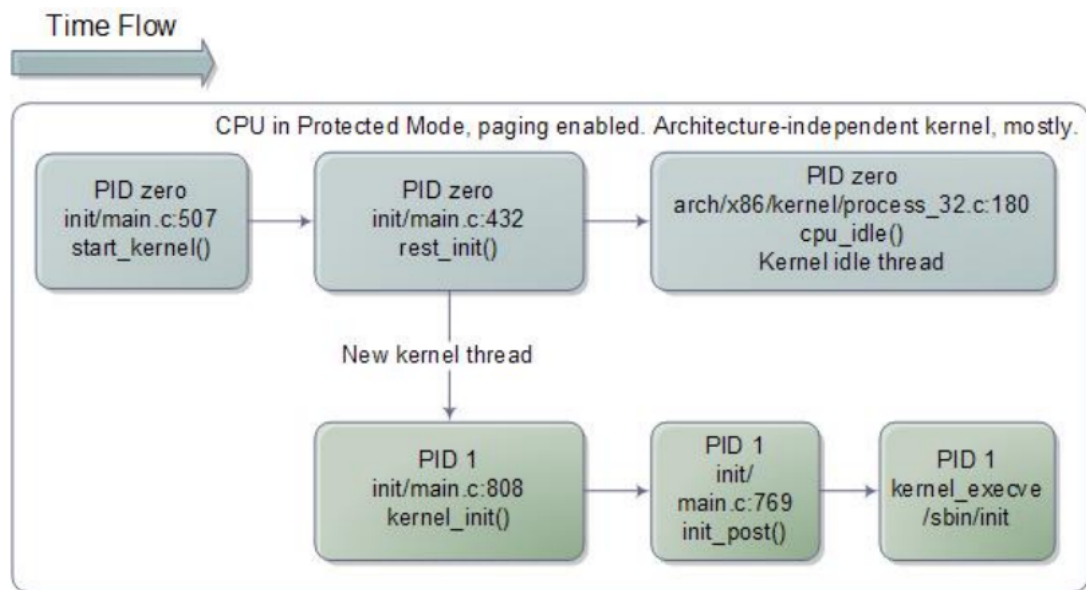 Time Flow
CPU in Protected Mode, paging enabled. Architecture-independent kernel, mostly.
PID zero
init/main.c:507
start_kernel()
PID zero
init/main.c:432
rest_init()
PID zero
arch/x86/kernel/process_32.c:180
cpu_idle()
Kernel idle thread
New kernel thread
PID 1
init/main.c:808
kernel_init()
PID 1
init/
main.c:769
init_post()
PID 1
kernel_execve
/sbin/init